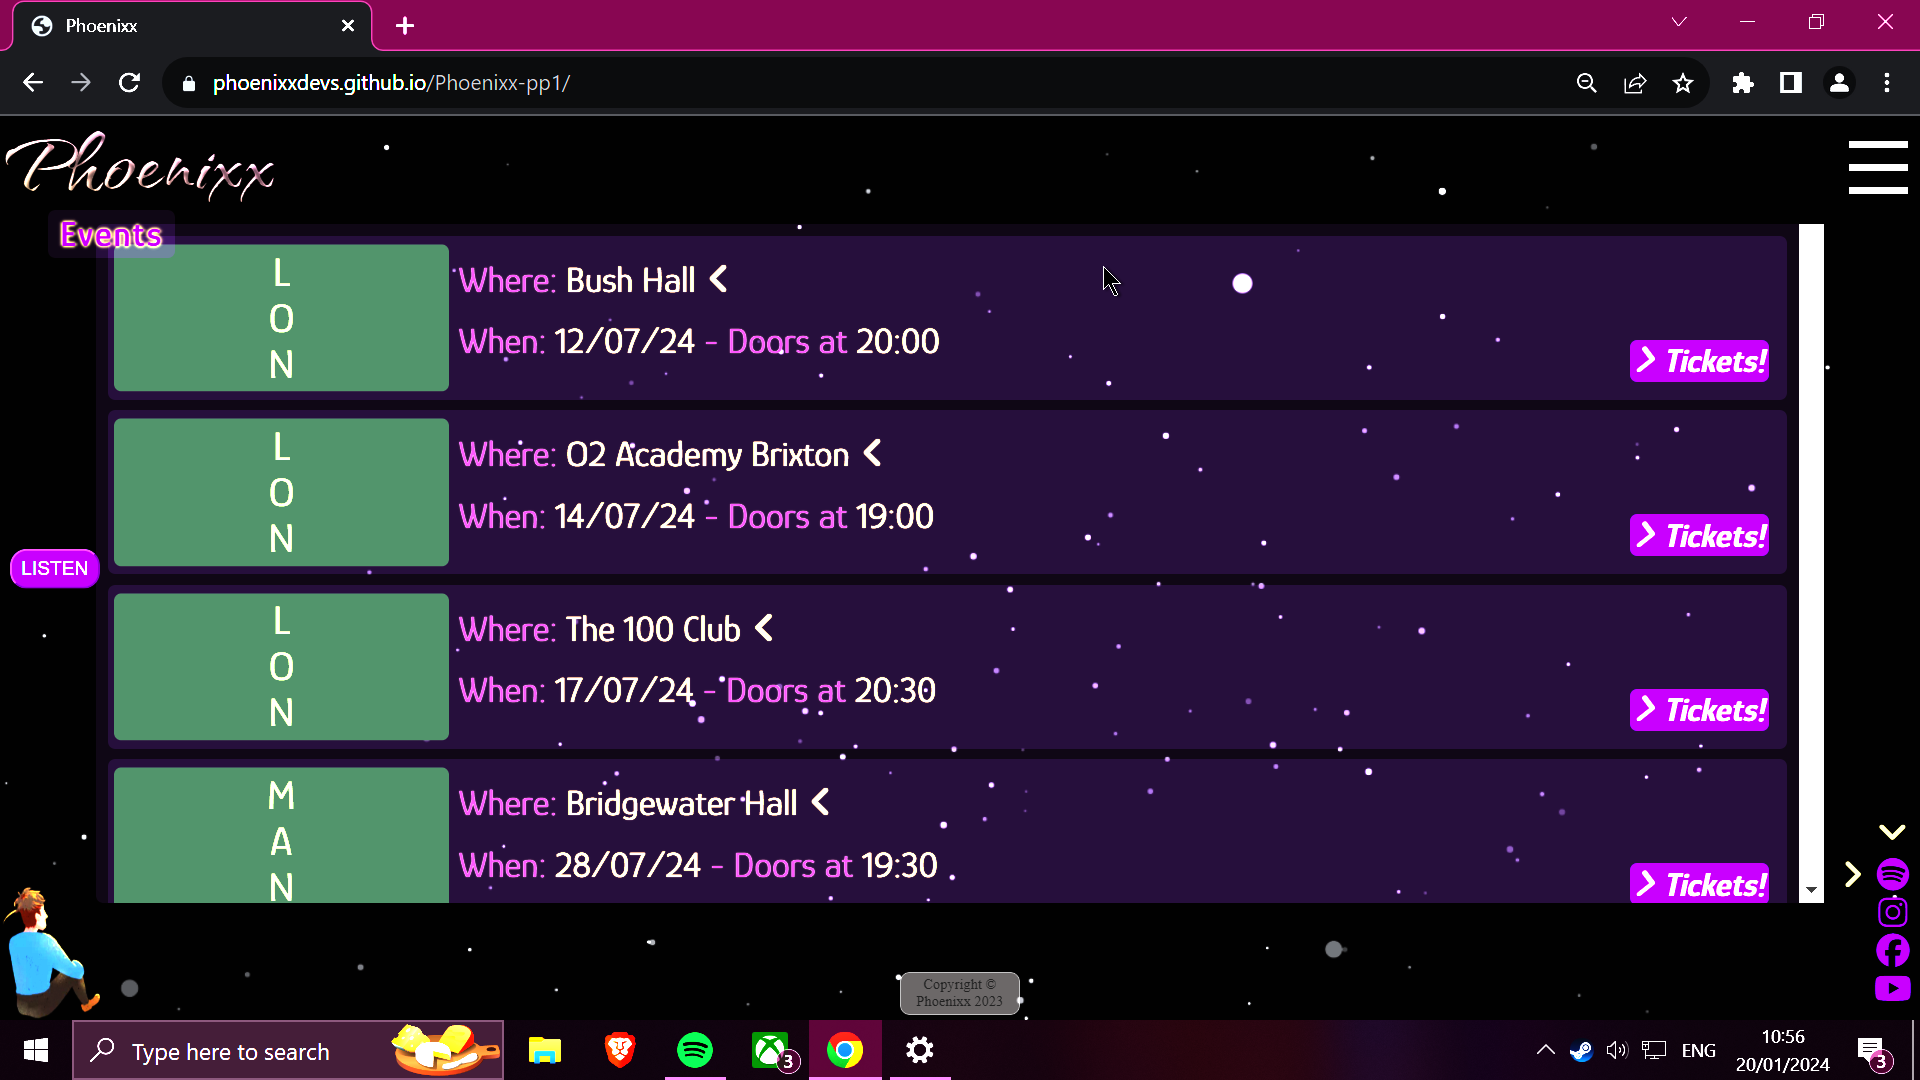 Phoenixx
phoenixxdevs.github.io/Phoenixx-pp1/
Phoenixx
Events
L
O
N
Where: Bush Hall
When: 12/07/24 - Doors at 20:00
Tickets!
L
O
N
Where: O2 Academy Brixton
When: 14/07/24 - Doors at 19:00
Tickets!
LISTEN
L
O
N
Where: The 100 Club
When: 17/07/24 - Doors at 20:30
Tickets!
M
A
N
Where: Bridgewater Hall
When: 28/07/24 - Doors at 19:30
Tickets!
Copyright ©
Phoenixx 2023
Type here to search
3
ENG
10:56
20/01/2024
3